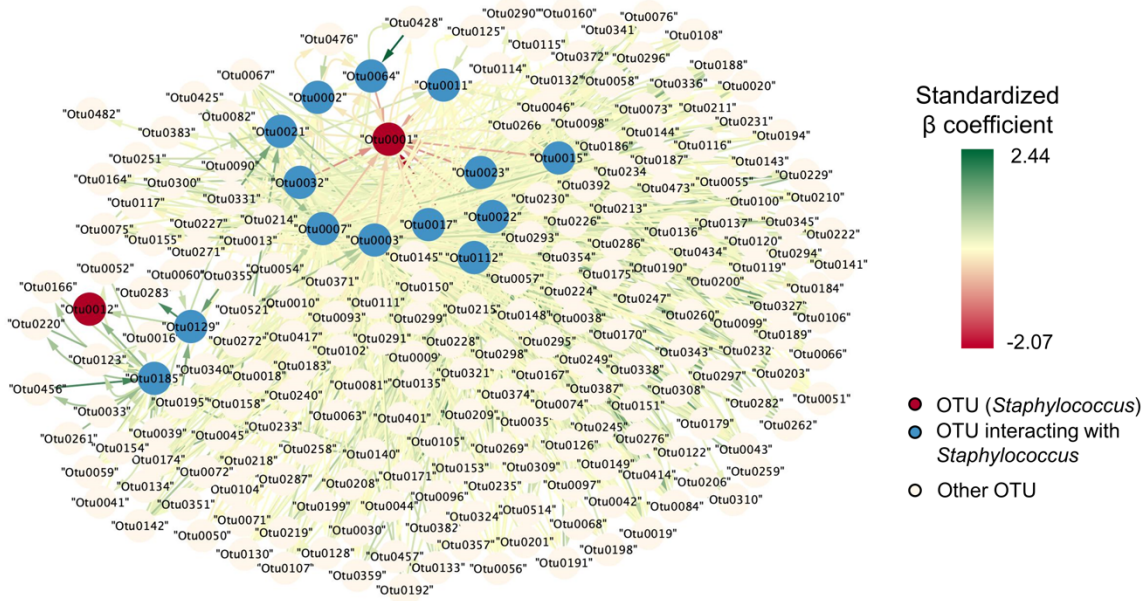 "Otu0290" "Otu0160" "Otu0076"
"Otu0428" "Otu0125" "Otu0341" "Otu0108"
"Otu0476" "Otu0115" "Otu0372" "Otu0296"
"Otu0067" "Otu0064" "Otu0011" "Otu0114" "Otu0132" "Otu0058" "Otu0336" "Otu0188" "Otu0020"
"Otu0425" "Otu0002" "Otu0046" "Otu0073" "Otu0211"
"Otu0482" "Otu0082" "Otu0266" "Otu0098" "Otu0231"
"Otu0383" "Otu0021" "Otu0001" "Otu0144" "Otu0116" "Otu0194"
"Otu0251" "Otu0090" "Otu0015" "Otu0186" "Otu0187" "Otu0143"
"Otu0164" "Otu0300" "Otu0032" "Otu0023" "Otu0234" "Otu0055" "Otu0229"
"Otu0117" "Otu0331" "Otu0392" "Otu0473" "Otu0100" "Otu0210"
"Otu0230" "Otu0213"
"Otu0075" "Otu0227" "Otu0214" "Otu0007" "Otu0017" "Otu0022" "Otu0226" "Otu0136" "Otu0137" "Otu0345" "Otu0222"
"Otu0155" "Otu0013" "Otu0003" "Otu0293" "Otu0286" "Otu0120"
"Otu0271" "Otu0145" "Otu0112" "Otu0354" "Otu0434" "Otu0294"
"Otu0052" "Otu0060" "Otu0355" "Otu0054" "Otu0057" "Otu0175" "Otu0190" "Otu0119" "Otu0141"
"Otu0166" "Otu0283" "Otu0371" "Otu0150" "Otu0224" "Otu0200" "Otu0184"
"Otu0012" "Otu0521" "Otu0010" "Otu0111" "Otu0215" "Otu0247" "Otu0327"
"Otu0220" "Otu0129" "Otu0093" "Otu0299" "Otu0148" "Otu0038" "Otu0260" "Otu0099" "Otu0106"
"Otu0016" "Otu0272" "Otu0417" "Otu0291" "Otu0228" "Otu0295" "Otu0170" "Otu0189"
"Otu0123" "Otu0102" "Otu0009" "Otu0298" "Otu0249" "Otu0343" "Otu0232" "Otu0066"
"Otu0185" "Otu0340" "Otu0018" "Otu0183" "Otu0321" "Otu0167" "Otu0338" "Otu0297" "Otu0203"
"Otu0456" "Otu0081" "Otu0135" "Otu0387" "Otu0308"
"Otu0033" "Otu0195" "Otu0158" "Otu0240" "Otu0374" "Otu0074" "Otu0151" "Otu0282" "Otu0051"
"Otu0063" "Otu0401" "Otu0209" "Otu0035" "Otu0179" "Otu0262"
"Otu0261" "Otu0039" "Otu0045" "Otu0233" "Otu0245"
"Otu0154" "Otu0258" "Otu0140" "Otu0105" "Otu0269" "Otu0126" "Otu0276" "Otu0122" "Otu0043"
"Otu0059" "Otu0174" "Otu0072" "Otu0218" "Otu0153" "Otu0309" "Otu0149" "Otu0259"
"Otu0134" "Otu0104" "Otu0287" "Otu0208" "Otu0171" "Otu0235" "Otu0097" "Otu0414" "Otu0206"
"Otu0041" "Otu0351" "Otu0199" "Otu0044" "Otu0096" "Otu0514" "Otu0042" "Otu0084" "Otu0310"
"Otu0142" "Otu0071" "Otu0324" "Otu0068"
"Otu0050" "Otu0219" "Otu0030" "Otu0382" "Otu0019"
"Otu0130" "Otu0128" "Otu0457" "Otu0357" "Otu0201" "Otu0198"
"Otu0107" "Otu0359" "Otu0133" "Otu0056" "Otu0191"
"Otu0192"
Standardized
β coefficient
2.44
-2.07
OTU (Staphylococcus)
OTU interacting with
Staphylococcus
Other OTU